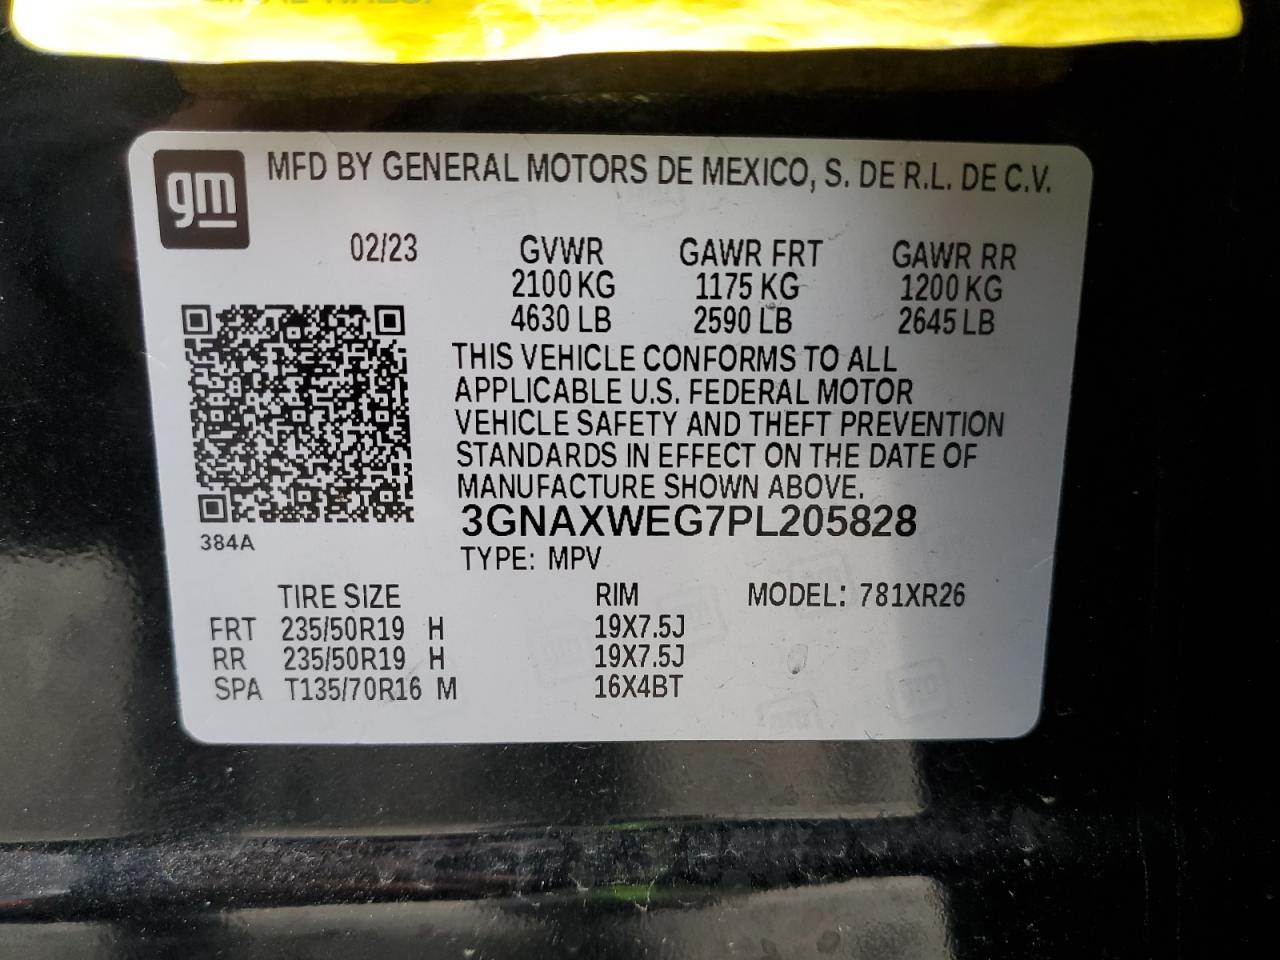 gm
MFD BY GENERAL MOTORS DE MEXICO, S. DE R.L. DE C.V.
02/23 GVWR GAWR FRT GAWR RR
2100 KG 1175 KG 1200 KG
4630 LB 2590 LB 2645 LB
THIS VEHICLE CONFORMS TO ALL
APPLICABLE U.S. FEDERAL MOTOR
VEHICLE SAFETY AND THEFT PREVENTION
STANDARDS IN EFFECT ON THE DATE OF
MANUFACTURE SHOWN ABOVE.
3GNAXWEG7PL205828
384A
TYPE: MPV
TIRE SIZE RIM MODEL: 781XR26
FRT 235/50R19 H 19X7.5J
RR 235/50R19 H 19X7.5J
SPA T135/70R16 M 16X4BT